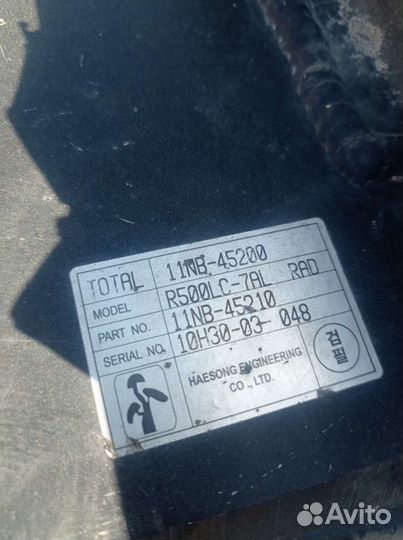 TOTAL 11NB-45200
MODEL R500LC-7AL RAD
PART NO. 11NB-45210
SERIAL NO. 10H30-03 048
HAESONG ENGINEERING
CO ., LTD.
검
필
Avito